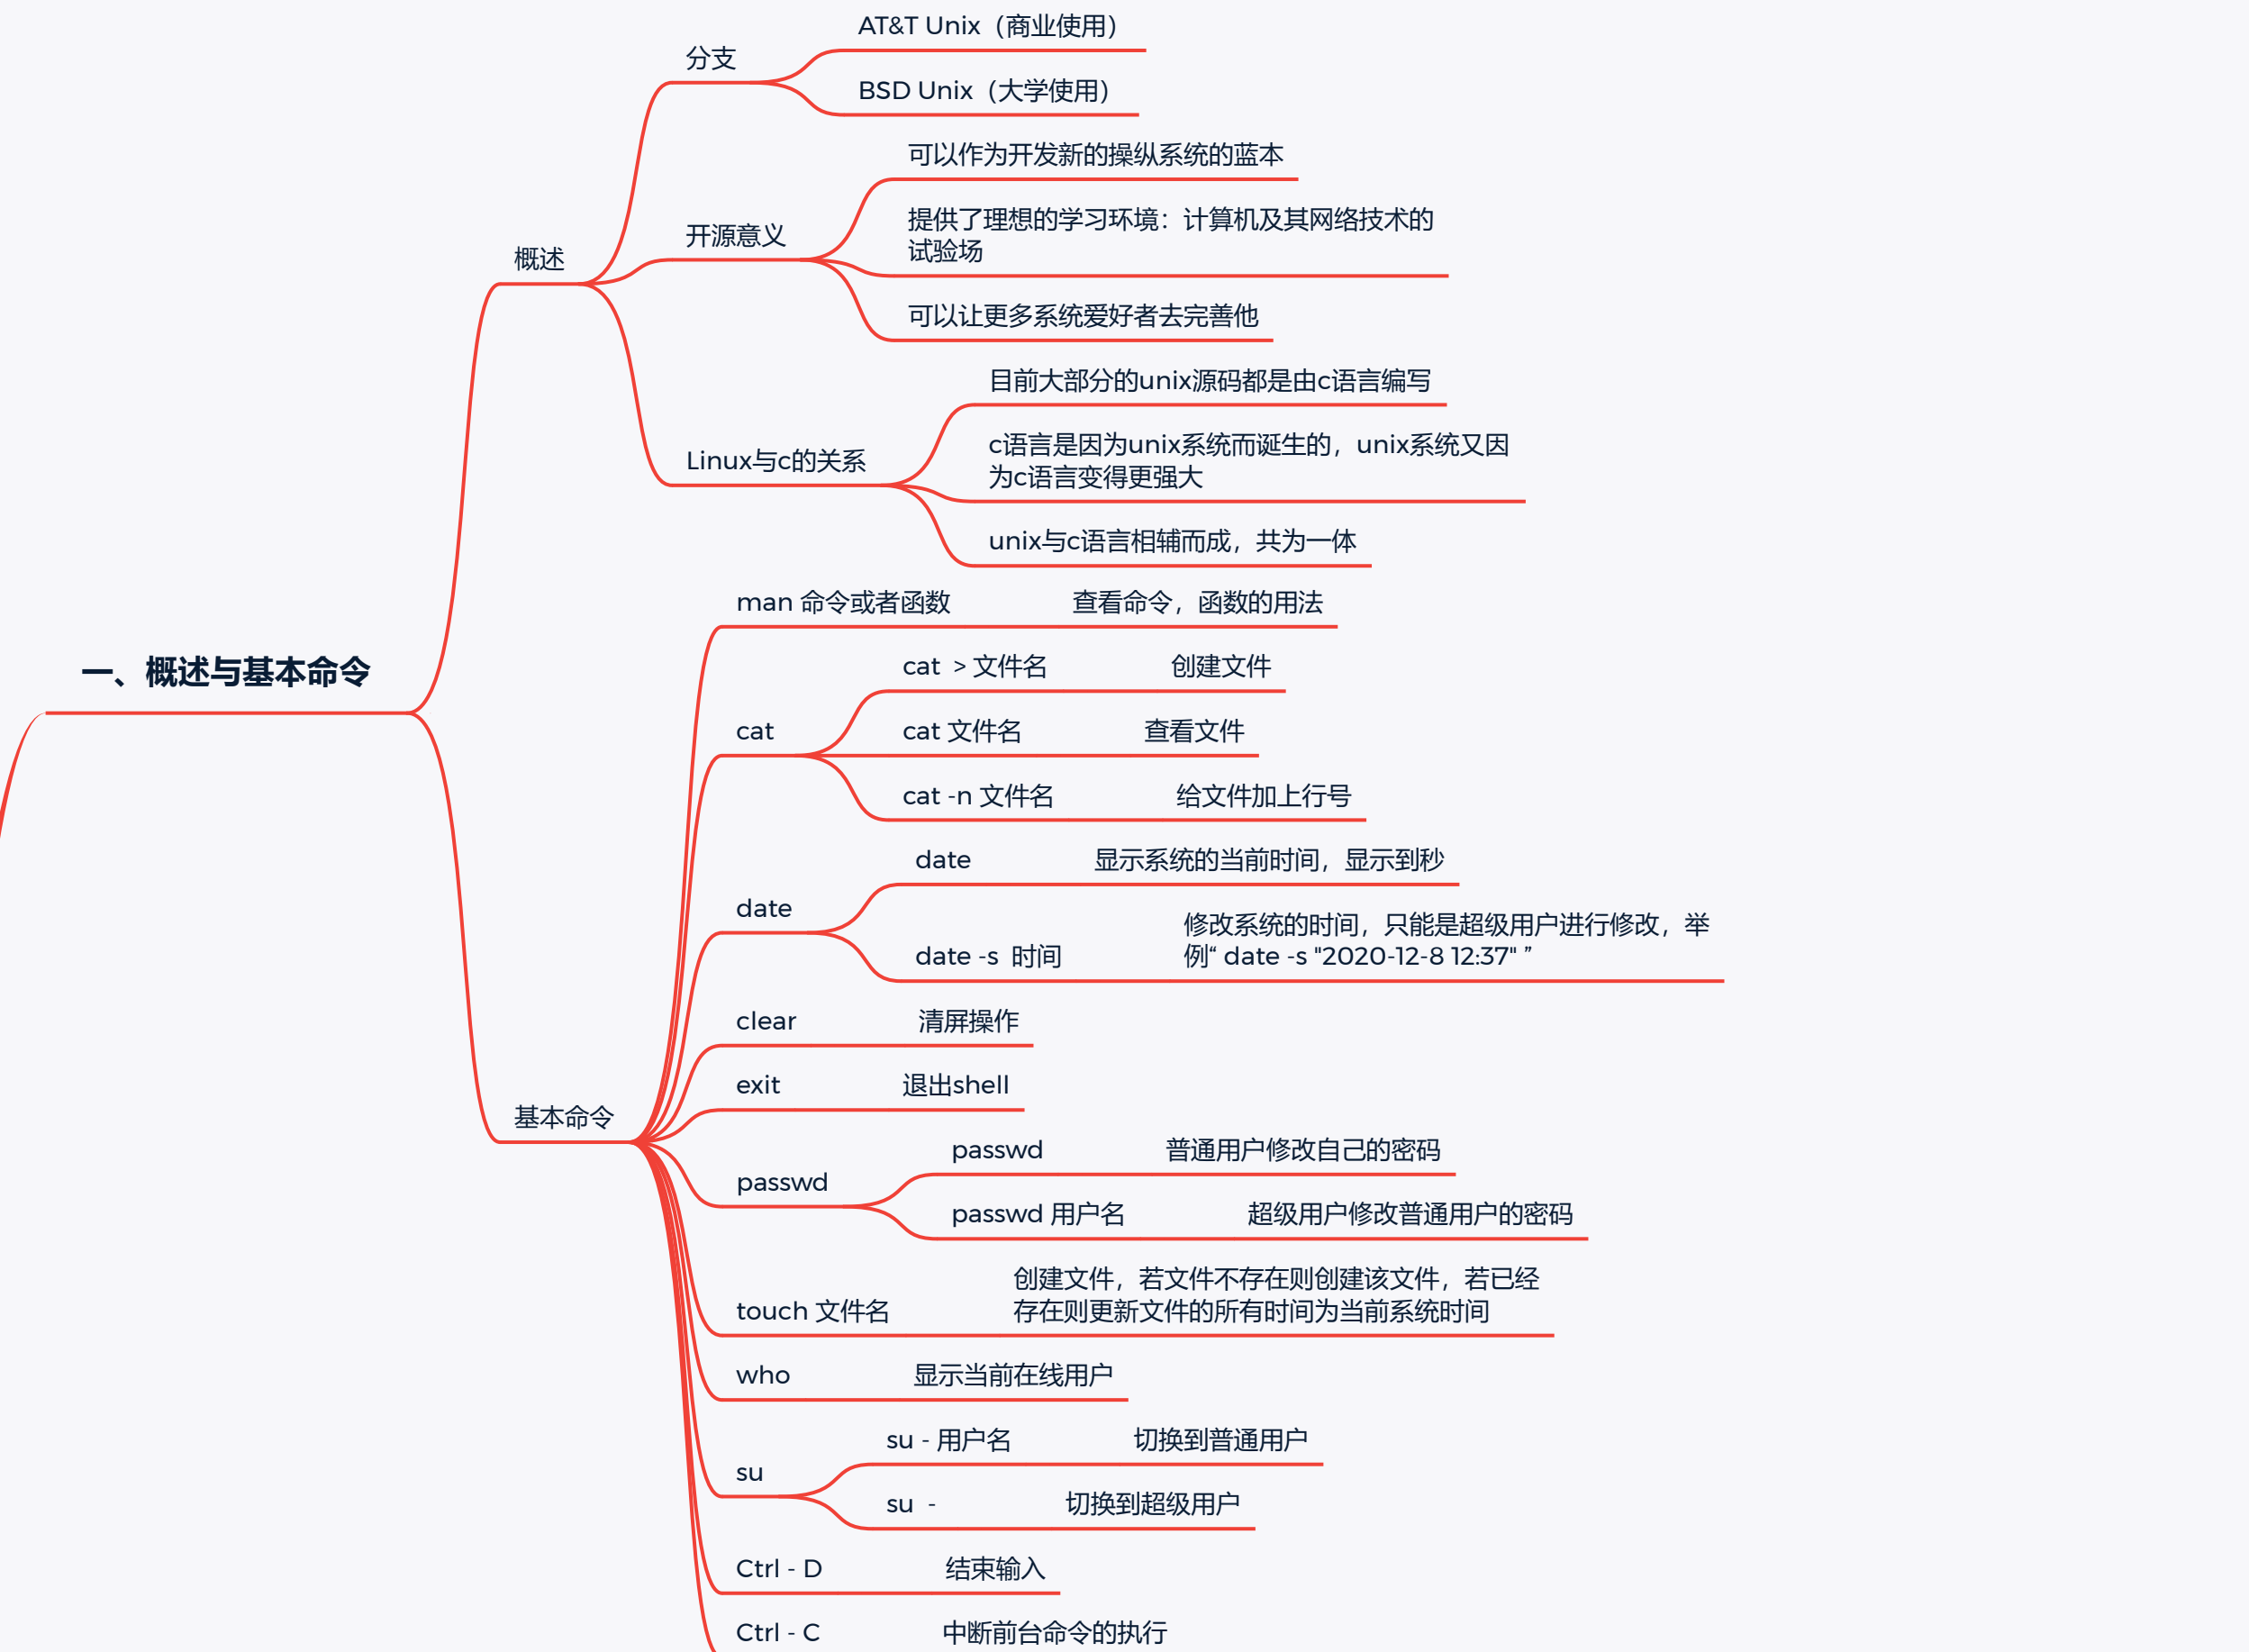 AT&T Unix（商业使用）
分支
BSD Unix（大学使用）
可以作为开发新的操纵系统的蓝本
提供了理想的学习环境：计算机及其网络技术的
试验场
开源意义
概述
可以让更多系统爱好者去完善他
目前大部分的unix源码都是由c语言编写
c语言是因为unix系统而诞生的，unix系统又因
为c语言变得更强大
Linux与c的关系
unix与c语言相辅而成，共为一体
man 命令或者函数 查看命令，函数的用法
一、概述与基本命令
cat > 文件名 创建文件
cat
cat 文件名 查看文件
cat -n 文件名 给文件加上行号
date 显示系统的当前时间，显示到秒
date
修改系统的时间，只能是超级用户进行修改，举
date -s 时间 例“ date -s "2020-12-8 12:37" ”
clear 清屏操作
exit 退出shell
基本命令
passwd 普通用户修改自己的密码
passwd
passwd 用户名 超级用户修改普通用户的密码
创建文件，若文件不存在则创建该文件，若已经
touch 文件名 存在则更新文件的所有时间为当前系统时间
who 显示当前在线用户
su - 用户名 切换到普通用户
su
su - 切换到超级用户
Ctrl - D 结束输入
Ctrl - C 中断前台命令的执行